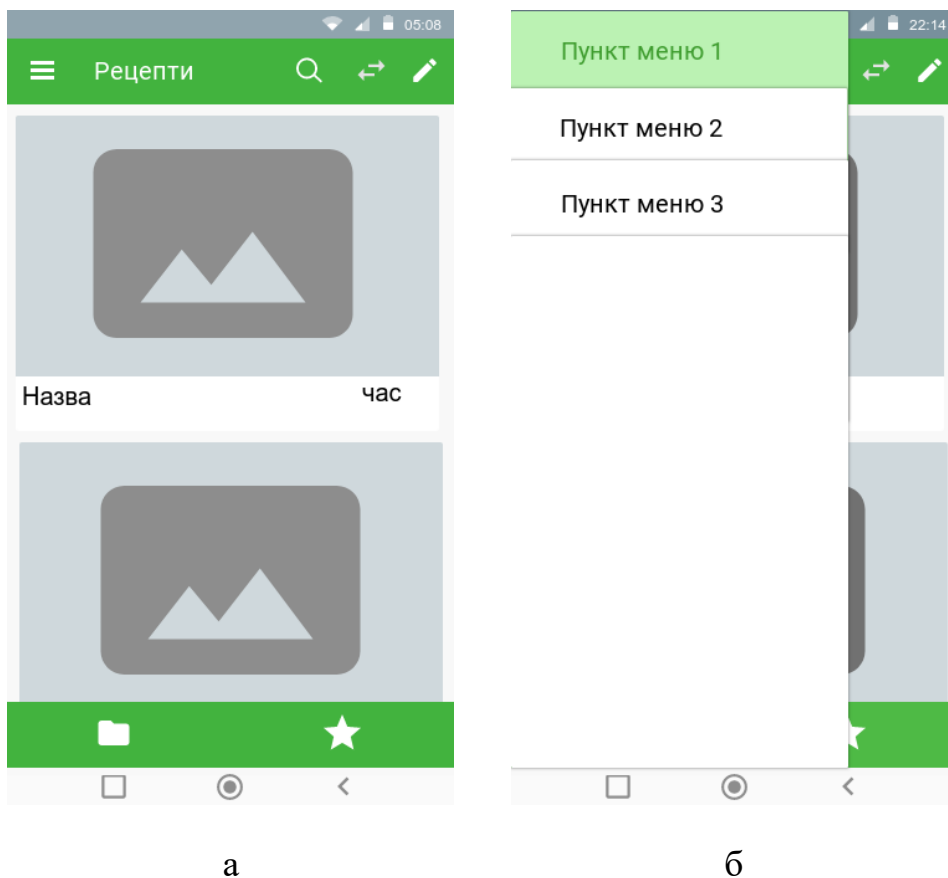 05:08
Рецепти
Назва
час
а
22:14
Пункт меню 1
Пункт меню 2
Пункт меню 3
б